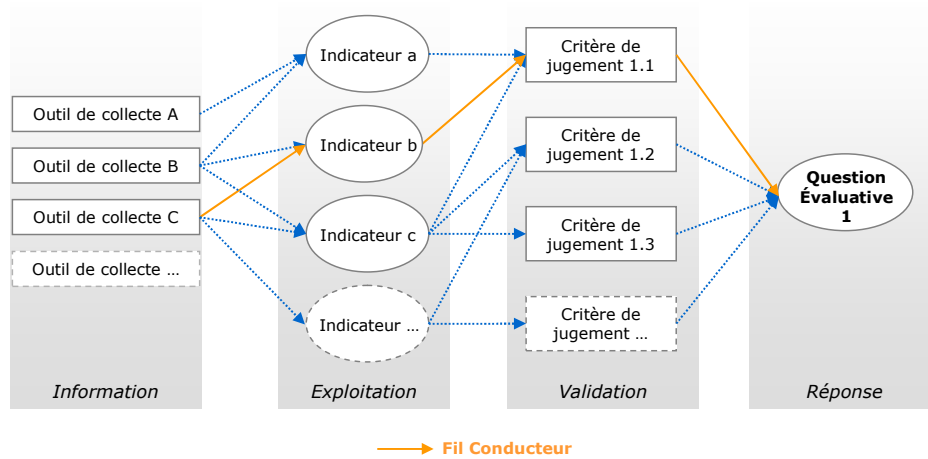 Outil de collecte A
Outil de collecte B
Outil de collecte C
Outil de collecte ...
Information
Indicateur a
Indicateur b
Indicateur c
Indicateur ...
Exploitation
Critère de
jugement 1.1
Critère de
jugement 1.2
Critère de
jugement 1.3
Critère de
jugement ...
Validation
Question
Évaluative
1
Réponse
Fil Conducteur